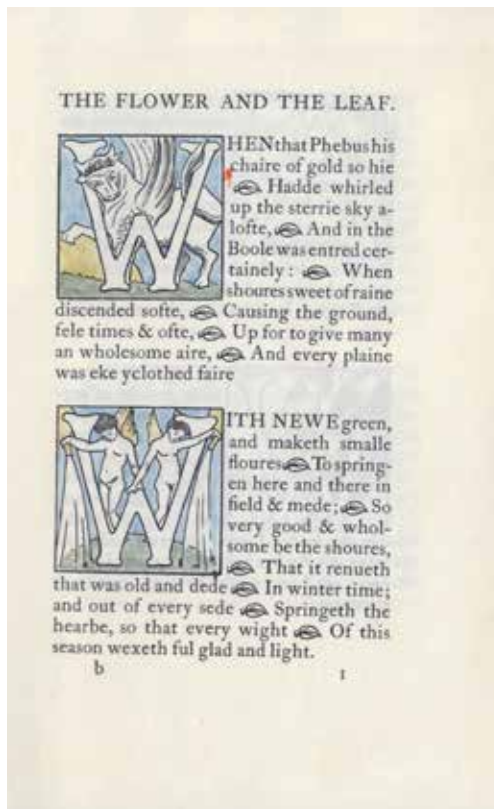 THE FLOWER AND THE LEAF.
WHEN that Phebus his
chaire of gold so hie
Hadde whirled
up the sterrie sky a-
lofte, And in the
Boole was entred cer-
tainely: When
shoures sweet of raine
discended softe, Causing the ground,
fele times & ofte, Up for to give many
an wholesome aire, And every plaine
was eke yclothed faire
WITH NEWE green,
and maketh smalle
floures To spring-
en here and there in
field & mede; So
very good & whol-
some be the shoures,
That it renueth
that was old and dede In winter time;
and out of every sede Springeth the
hearbe, so that every wight Of this
season wexeth ful glad and light.
b 1